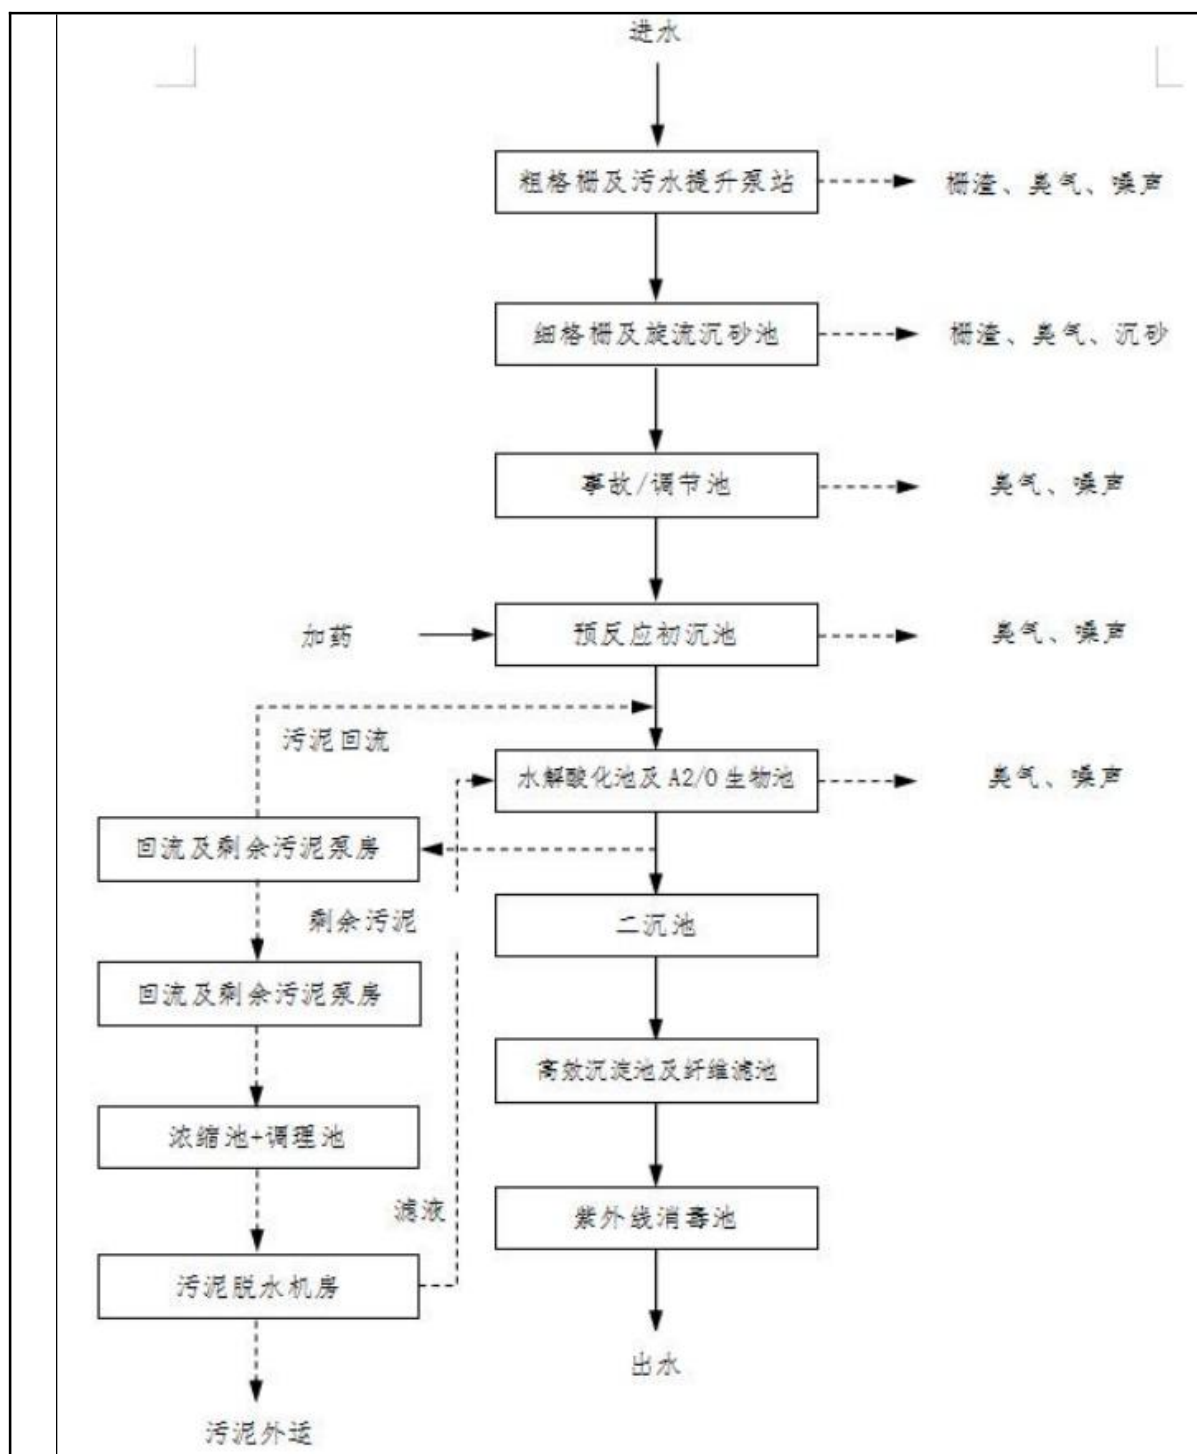 进水
粗格栅及污水提升泵站
栅渣、臭气、噪声
细格栅及旋流沉砂池
栅渣、臭气、沉砂
事故/调节池
臭气、噪声
加药
预反应初沉池
臭气、噪声
污泥回流
水解酸化池及A2/O生物池
臭气、噪声
回流及剩余污泥泵房
剩余污泥
二沉池
回流及剩余污泥泵房
高效沉淀池及纤维滤池
浓缩池+调理池
滤液
紫外线消毒池
污泥脱水机房
出水
污泥外运